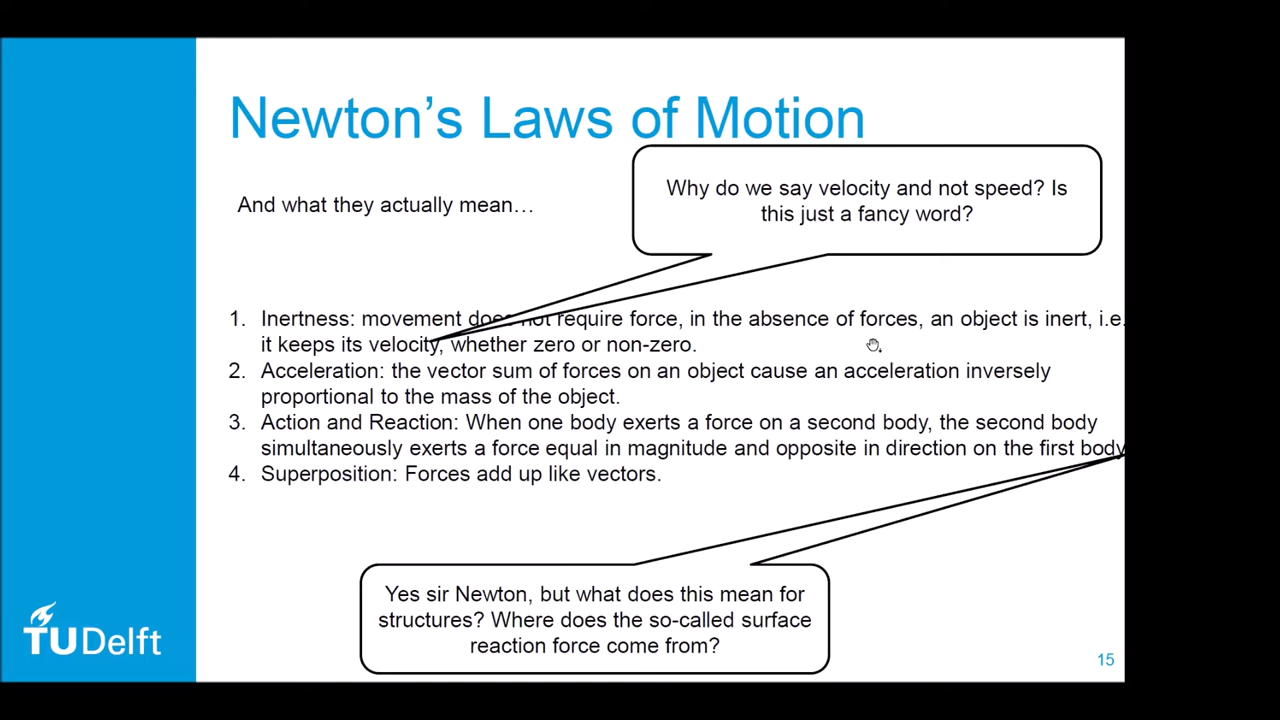 Newton’s Laws of Motion
Why do we say velocity and not speed? Is
this just a fancy word?
And what they actually mean…
1. Inertness: movement does not require force, in the absence of forces, an object is inert, i.e.
it keeps its velocity, whether zero or non-zero.
2. Acceleration: the vector sum of forces on an object cause an acceleration inversely
proportional to the mass of the object.
3. Action and Reaction: When one body exerts a force on a second body, the second body
simultaneously exerts a force equal in magnitude and opposite in direction on the first body
4. Superposition: Forces add up like vectors.
Yes sir Newton, but what does this mean for
structures? Where does the so-called surface
reaction force come from?
TUDelft
15